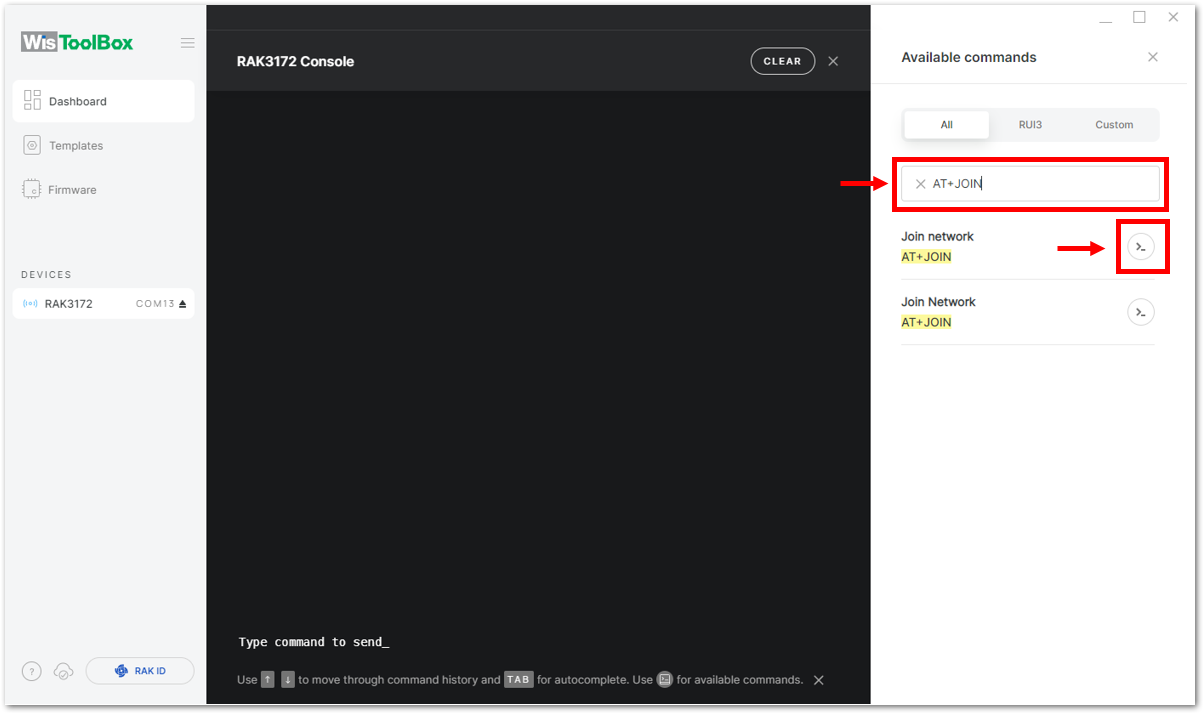 WisToolBox
Dashboard
Templates
Firmware
DEVICES
RAK3172 COM13
RAK ID
RAK3172 Console
CLEAR
Type command to send_
Use ↑ ↓ to move through command history and TAB for autocomplete. Use for available commands.
Available commands
All RUI3 Custom
AT+JOIN
Join network
AT+JOIN
Join Network
AT+JOIN